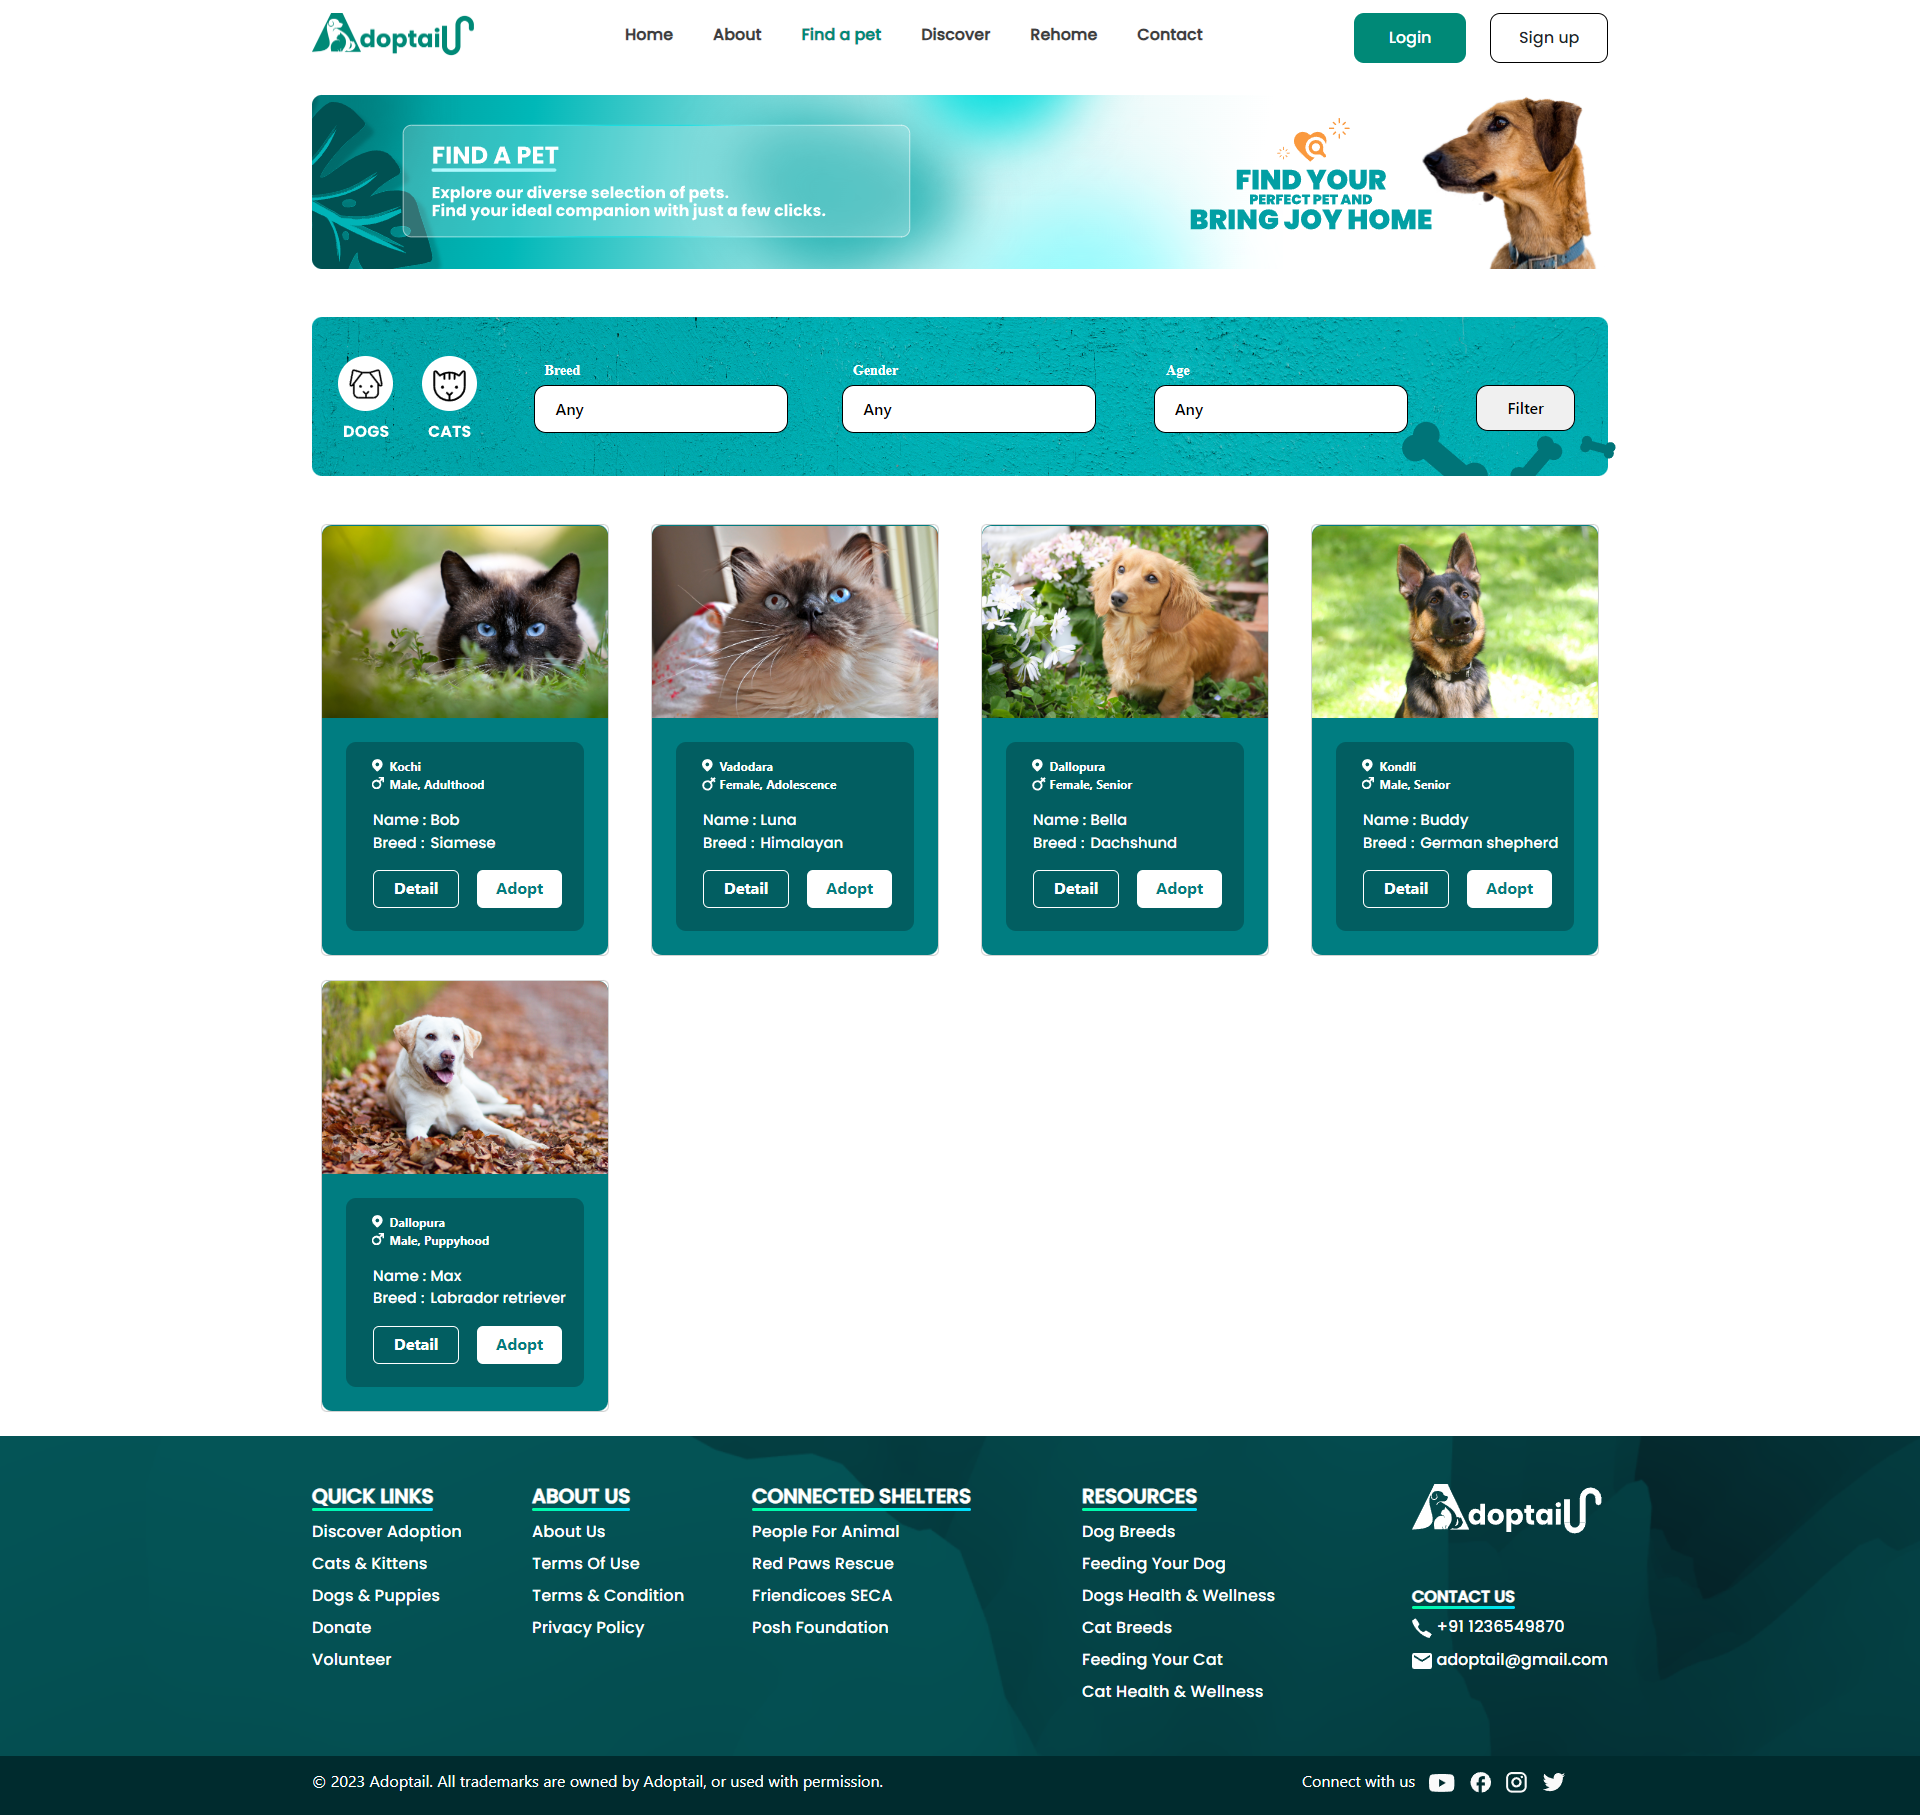 Adoptail
Home
About
Find a pet
Discover
Rehome
Contact
Login
Sign up
FIND A PET
Explore our diverse selection of pets.
Find your ideal companion with just a few clicks.
FIND YOUR
PERFECT PET AND
BRING JOY HOME
DOGS
CATS
Breed
Any
Gender
Any
Age
Any
Filter
Kochi
Male, Adulthood
Name : Bob
Breed : Siamese
Detail
Adopt
Vadodara
Female, Adolescence
Name : Luna
Breed : Himalayan
Detail
Adopt
Dallopura
Female, Senior
Name : Bella
Breed : Dachshund
Detail
Adopt
Kondli
Male, Senior
Name : Buddy
Breed : German shepherd
Detail
Adopt
Dallopura
Male, Puppyhood
Name : Max
Breed : Labrador retriever
Detail
Adopt
QUICK LINKS
Discover Adoption
Cats & Kittens
Dogs & Puppies
Donate
Volunteer
ABOUT US
About Us
Terms Of Use
Terms & Condition
Privacy Policy
CONNECTED SHELTERS
People For Animal
Red Paws Rescue
Friendicoes SECA
Posh Foundation
RESOURCES
Dog Breeds
Feeding Your Dog
Dogs Health & Wellness
Cat Breeds
Feeding Your Cat
Cat Health & Wellness
Adoptail
CONTACT US
+91 1236549870
adoptail@gmail.com
© 2023 Adoptail. All trademarks are owned by Adoptail, or used with permission.
Connect with us